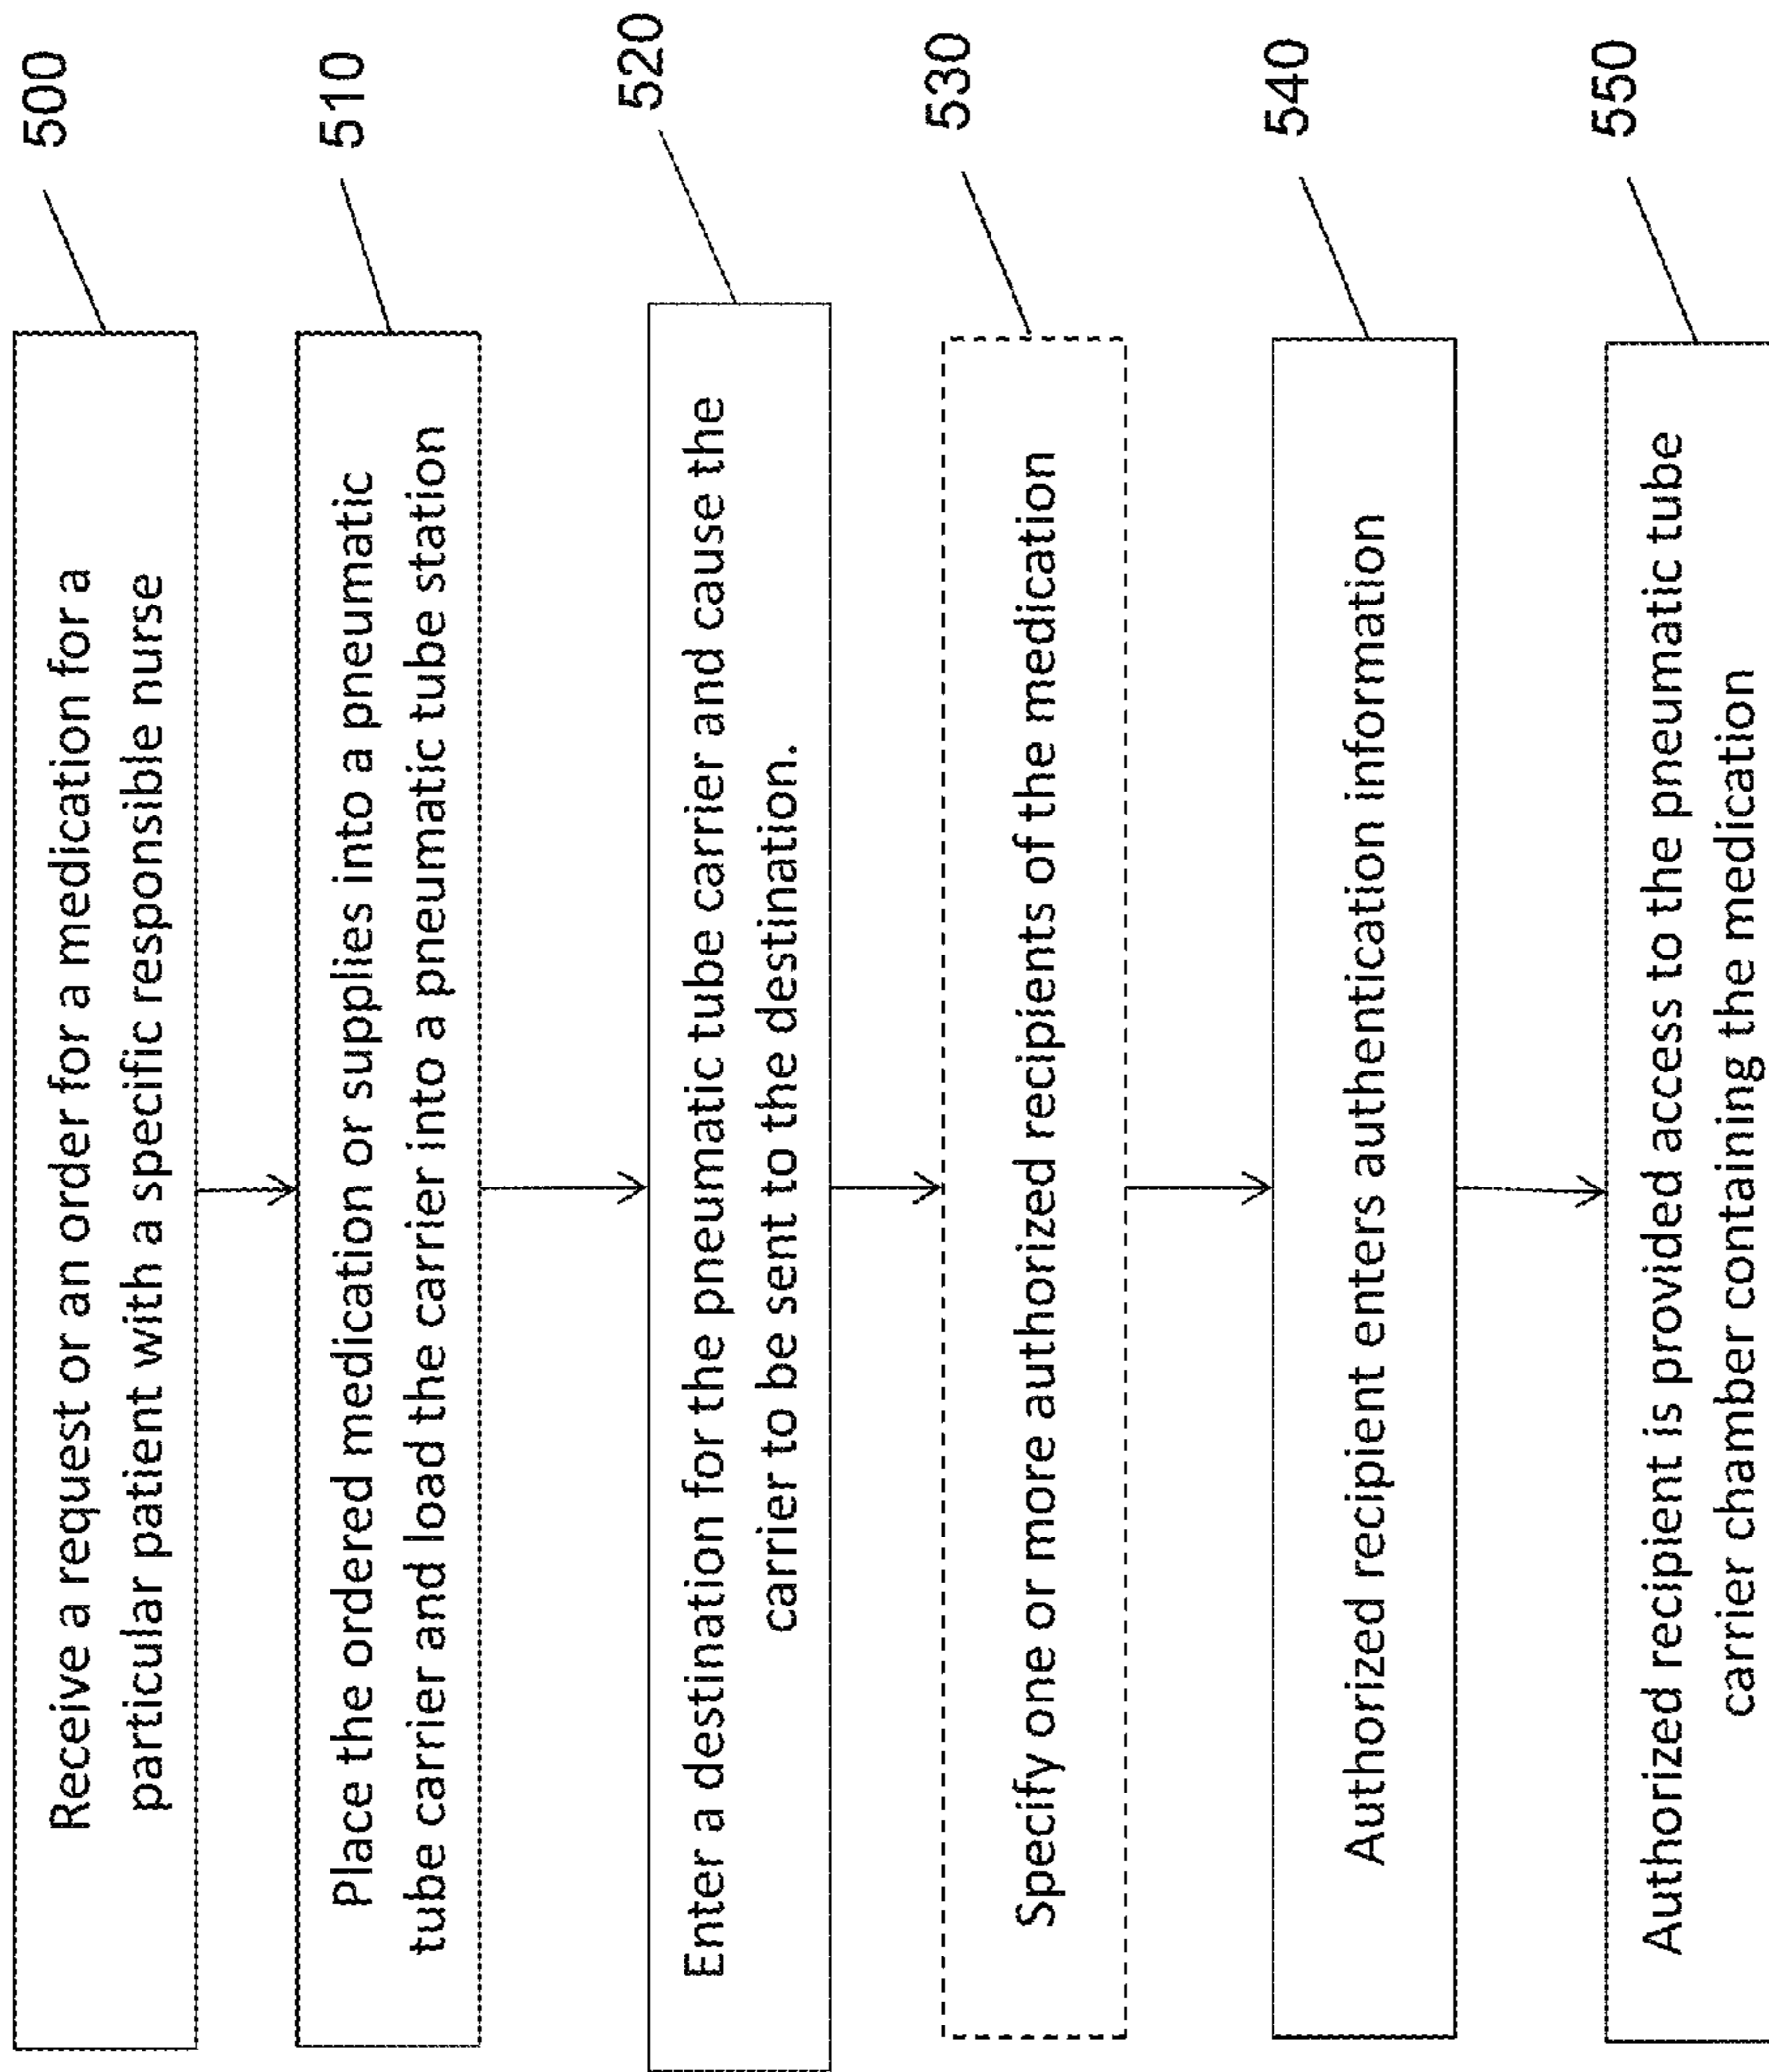 Receive a request or an order for a medication for a
particular patient with a specific responsible nurse
500
Place the ordered medication or supplies into a pneumatic
tube carrier and load the carrier into a pneumatic tube station
510
Enter a destination for the pneumatic tube carrier and cause the
carrier to be sent to the destination.
520
Specify one or more authorized recipients of the medication
530
Authorized recipient enters authentication information
540
Authorized recipient is provided access to the pneumatic tube
carrier chamber containing the medication
550